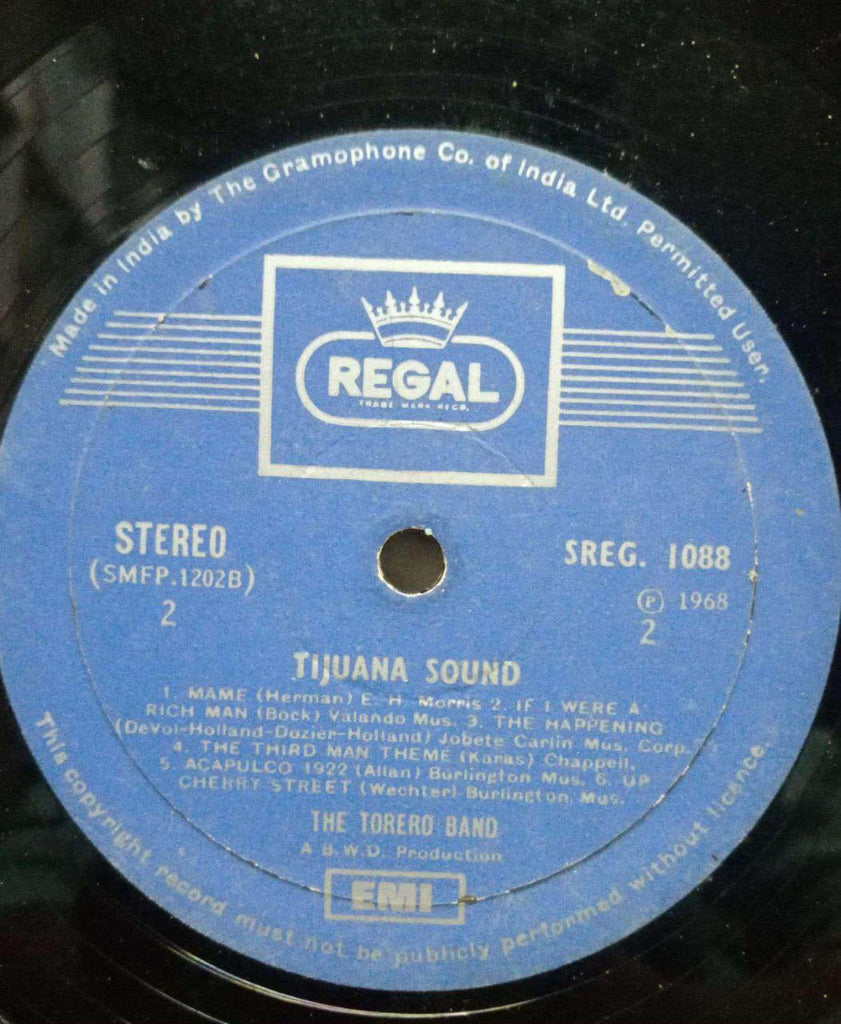 Made in India by The Gramophone Co. of India Ltd. Permitted User.
REGAL
TRADE MARK REGD.
STEREO
(SMFP.1202B)
2
SREG. 1088
Ⓟ 1968
2
TIJUANA SOUND
1. MAME (Herman) E. H. Morris 2. IF I WERE A
RICH MAN (Bock) Valando Mus. 3. THE HAPPENING
(DeVol-Holland-Dozier-Holland) Jobete Carlin Mus. Corp.
4. THE THIRD MAN THEME (Karas) Chappell,
5. ACAPULCO 1922 (Allan) Burlington Mus. 6. UP
CHERRY STREET (Wechter) Burlington Mus.
THE TORERO BAND
A B.W.D. Production
EMI
This copyright record must not be publicly performed without licence.